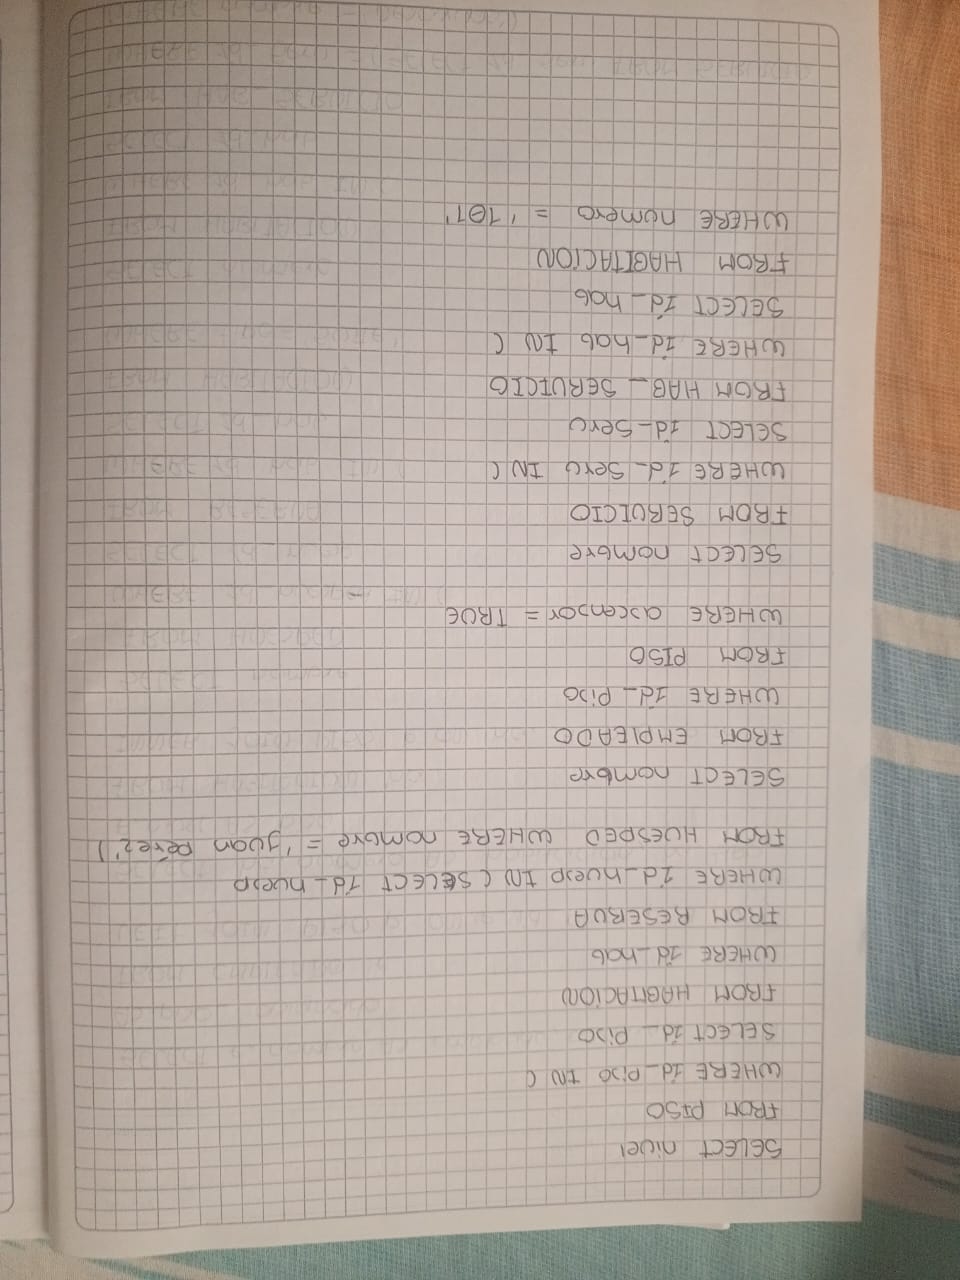 SELECT nivel
FROM PISO
WHERE id_piso IN (
SELECT id_piso
FROM HABITACION
WHERE id_hab
FROM RESERVA
WHERE id_huesp IN (SELECT id_huesp
FROM HUESPED WHERE nombre = 'juan pérez')
SELECT nombre
FROM EMPLEADO
WHERE id_piso
FROM PISO
WHERE ascensor = TRUE
SELECT nombre
FROM SERVICIO
WHERE id_serv IN (
SELECT id_serv
FROM HAB_SERVICIO
WHERE id_hab IN (
SELECT id_hab
FROM HABITACION
WHERE numero = '101'